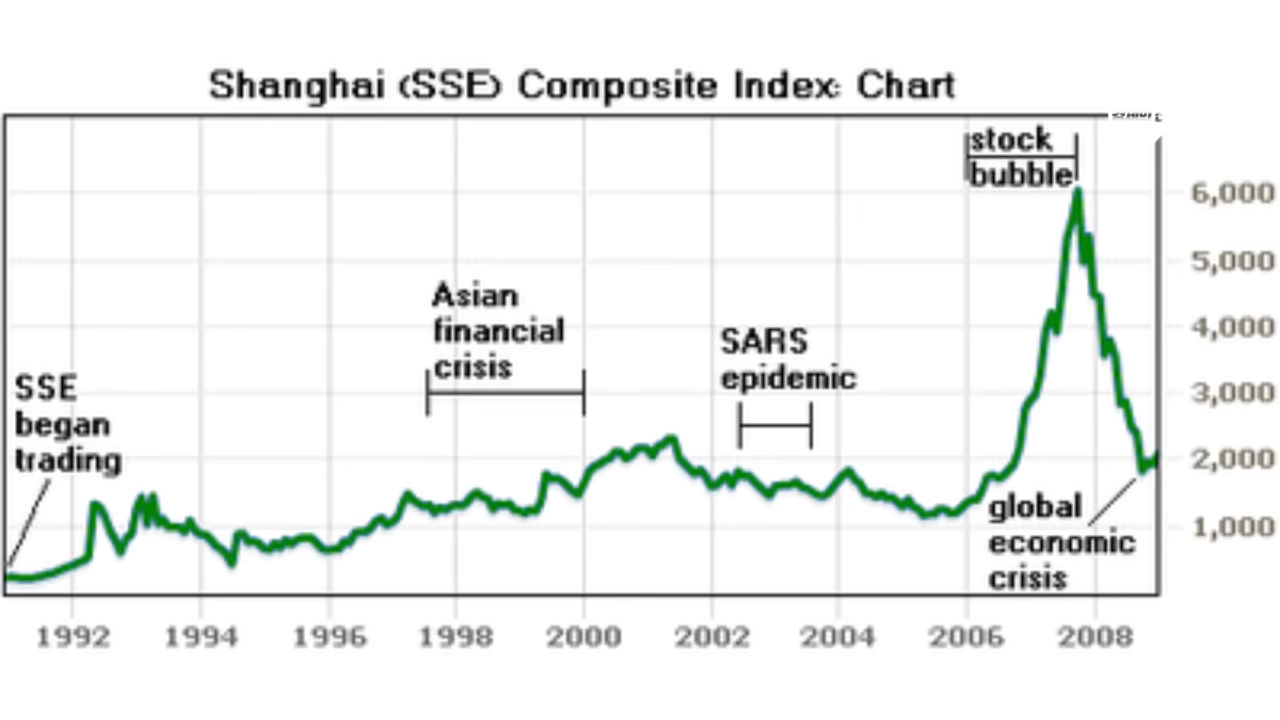 Shanghai (SSE) Composite Index: Chart
stock
bubble
6,000
5,000
Asian
financial
crisis
4,000
SARS
epidemic
SSE
began
trading
3,000
2,000
global
economic
crisis
1,000
1992 1994 1996 1998 2000 2002 2004 2006 2008